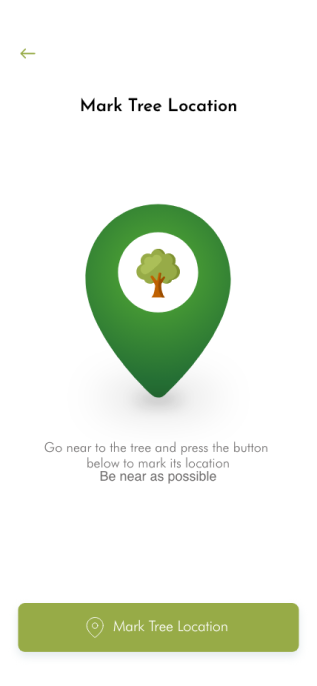 Mark Tree Location
Go near to the tree and press the button
below to mark its location
Be near as possible
Mark Tree Location